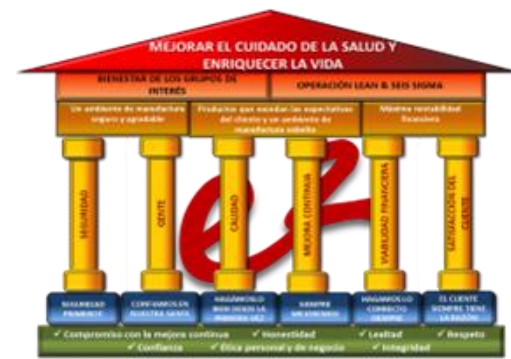 MEJORAR EL CUIDADO DE LA SALUD Y
ENRIQUECER LA VIDA
BIENESTAR DE LOS GRUPOS DE
INTERÉS
OPERACIÓN LEAN & SEIS SIGMA
Un ambiente de manufactura
seguro y agradable
Productos que excedan las expectativas
del cliente y un ambiente de
manufactura esbelta
Máxima rentabilidad
financiera
SEGURIDAD
GENTE
CALIDAD
MEJORA CONTINUA
VIABILIDAD FINANCIERA
SATISFACCIÓN DEL
CLIENTE
SEGURIDAD
PRIMERO
CONFIAMOS EN
NUESTRA GENTE
HAGÁMOSLO
BIEN DESDE LA
PRIMERA VEZ
SIEMPRE
MEJORANDO
HAGAMOS LO
CORRECTO
SIEMPRE
EL CLIENTE
SIEMPRE TIENE
LA RAZÓN
✓ Compromiso con la mejora continua ✓ Honestidad ✓ Lealtad ✓ Respeto
✓ Confianza ✓ Ética personal y de negocio ✓ Integridad